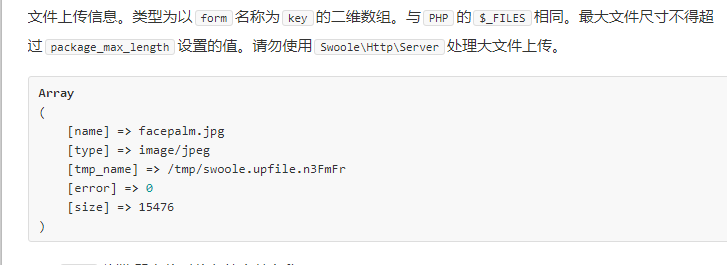 文件上传信息。类型为以 form 名称为 key 的二维数组。与 PHP 的 $_FILES 相同。最大文件尺寸不得超
过 package_max_length 设置的值。请勿使用 Swoole\Http\Server 处理大文件上传。
Array
(
    [name] => facepalm.jpg
    [type] => image/jpeg
    [tmp_name] => /tmp/swoole.upfile.n3FmFr
    [error] => 0
    [size] => 15476
)